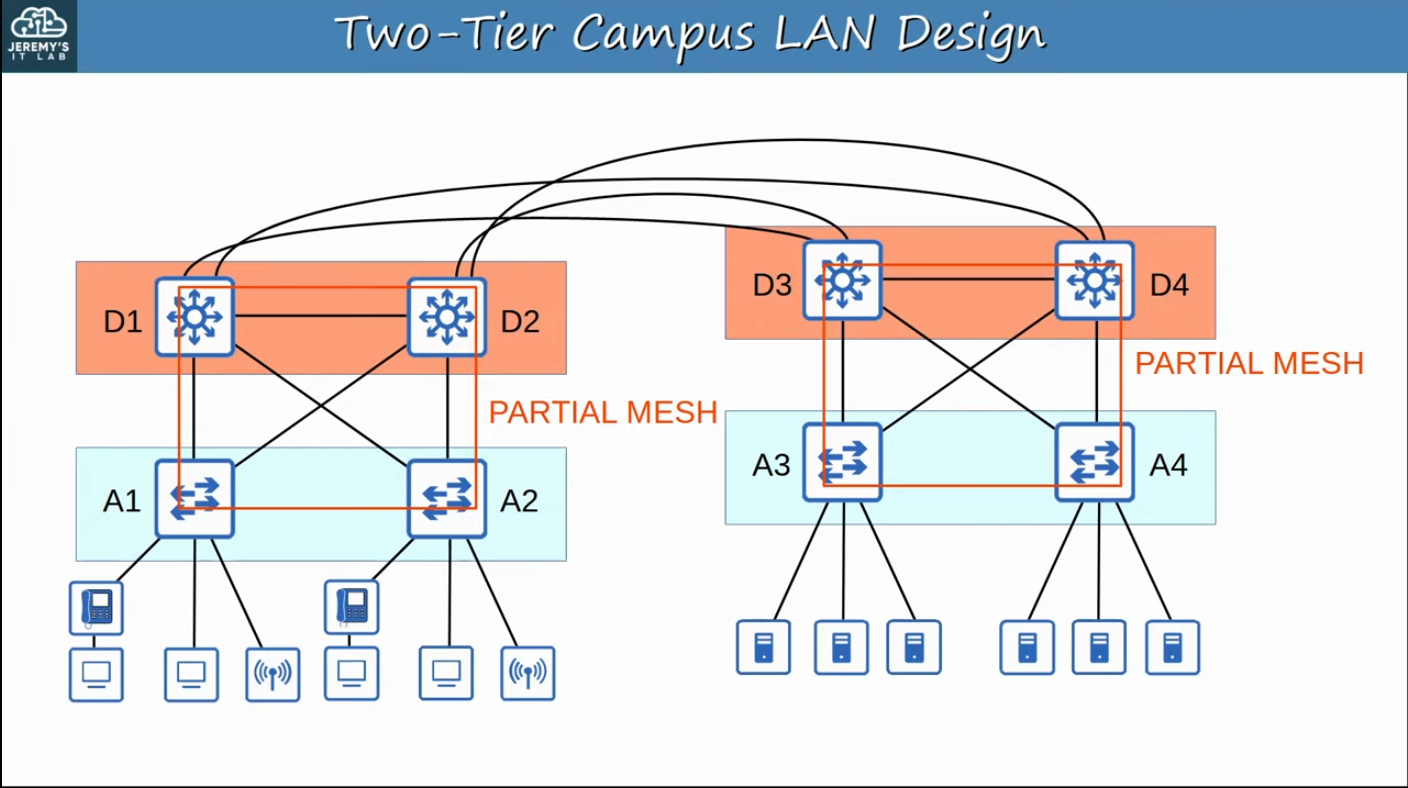 JEREMY'S
IT LAB
Two-Tier Campus LAN Design
D1
D2
PARTIAL MESH
A1
A2
D3
D4
PARTIAL MESH
A3
A4